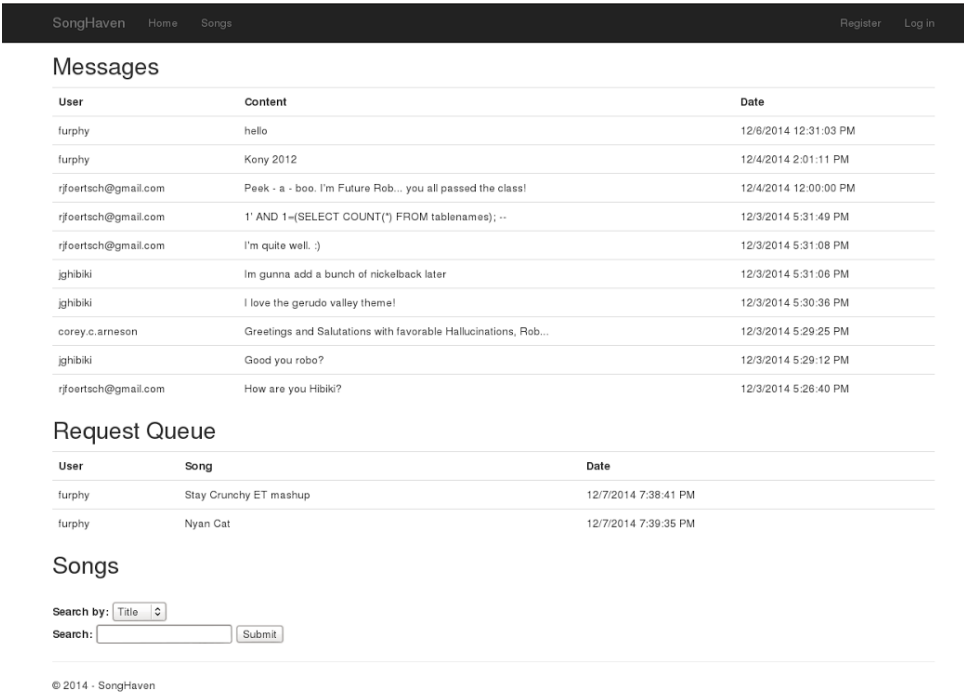 SongHaven Home Songs Register Log in
Messages
User Content Date
furphy hello 12/6/2014 12:31:03 PM
furphy Kony 2012 12/4/2014 2:01:11 PM
rjfoertsch@gmail.com Peek - a - boo. I'm Future Rob... you all passed the class! 12/4/2014 12:00:00 PM
rjfoertsch@gmail.com 1' AND 1=(SELECT COUNT(*) FROM tablenames); -- 12/3/2014 5:31:49 PM
rjfoertsch@gmail.com I'm quite well. :) 12/3/2014 5:31:08 PM
jghibiki Im gunna add a bunch of nickelback later 12/3/2014 5:31:06 PM
jghibiki I love the gerudo valley theme! 12/3/2014 5:30:36 PM
corey.c.arneson Greetings and Salutations with favorable Hallucinations, Rob... 12/3/2014 5:29:25 PM
jghibiki Good you robo? 12/3/2014 5:29:12 PM
rjfoertsch@gmail.com How are you Hibiki? 12/3/2014 5:26:40 PM
Request Queue
User Song Date
furphy Stay Crunchy ET mashup 12/7/2014 7:38:41 PM
furphy Nyan Cat 12/7/2014 7:39:35 PM
Songs
Search by: Title
Search: Submit
© 2014 - SongHaven